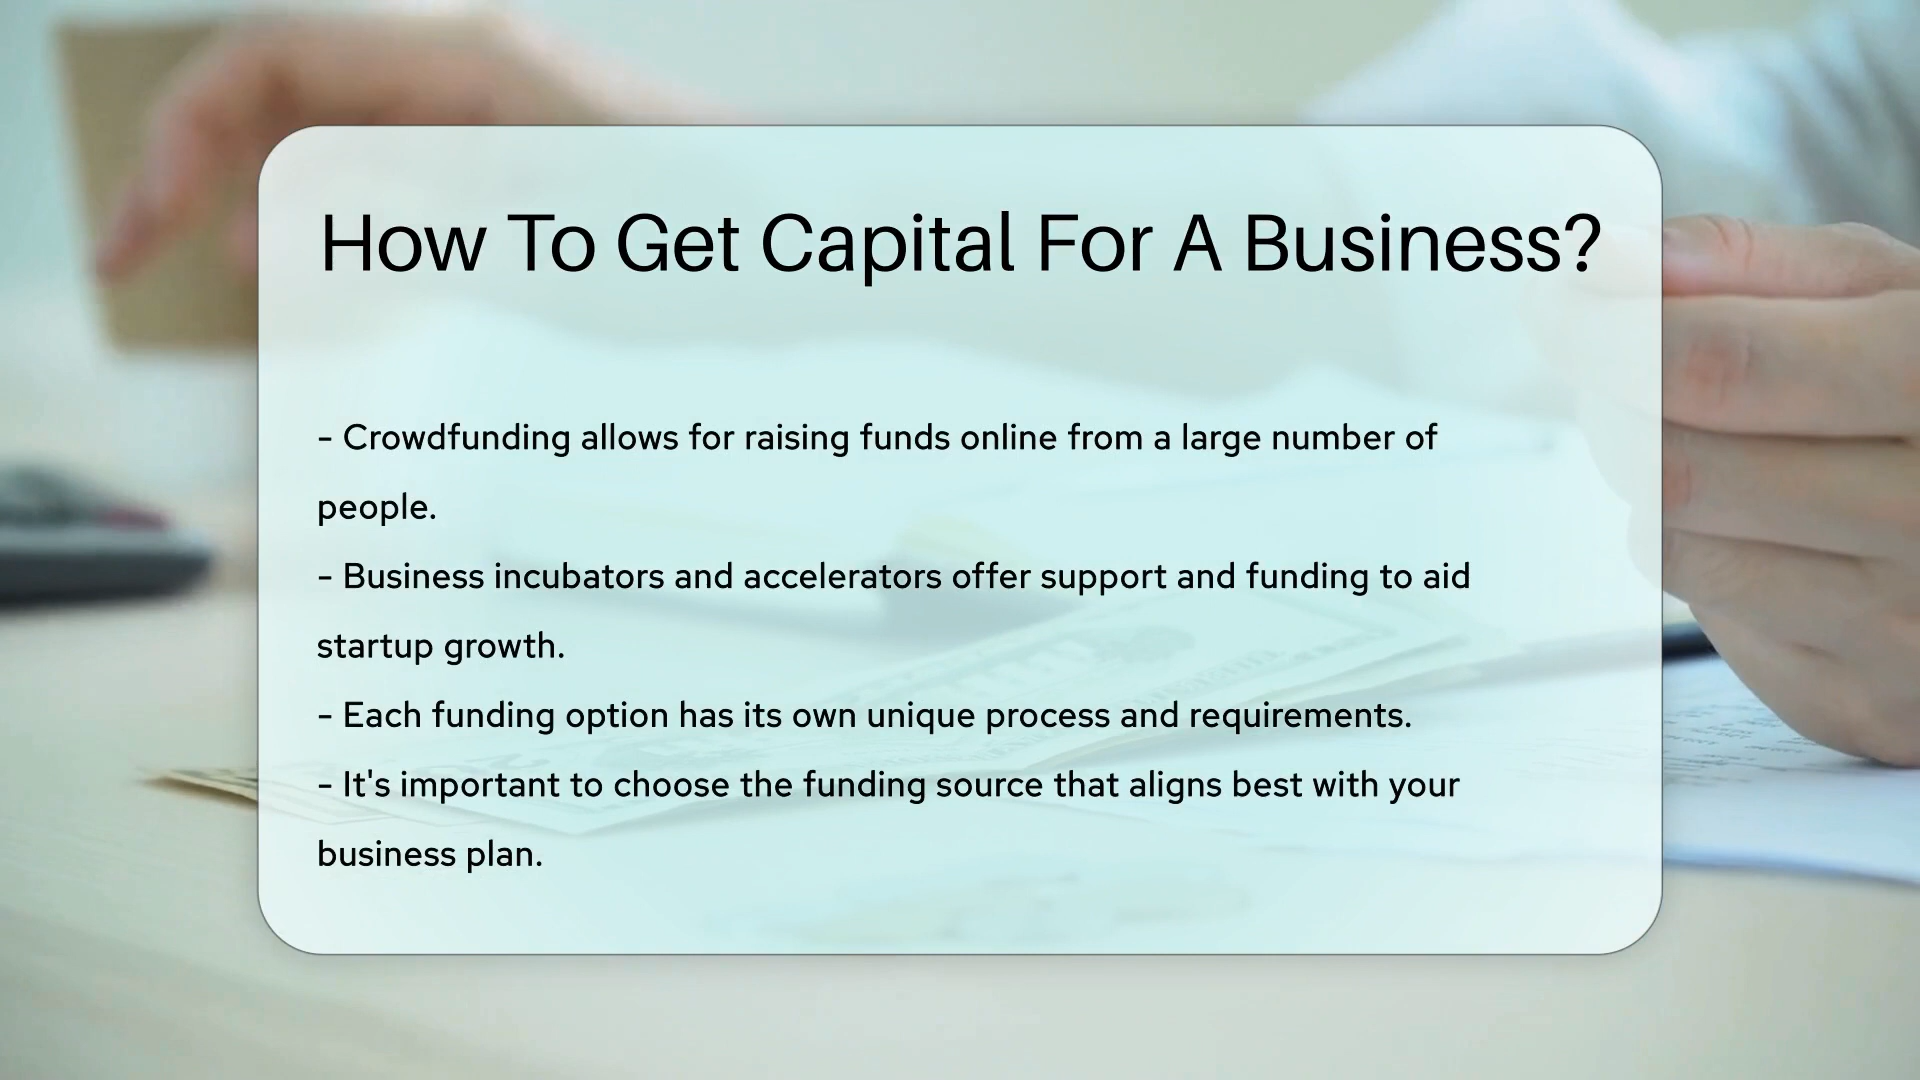 How To Get Capital For A Business?
- Crowdfunding allows for raising funds online from a large number of
people.
- Business incubators and accelerators offer support and funding to aid
startup growth.
- Each funding option has its own unique process and requirements.
- It's important to choose the funding source that aligns best with your
business plan.